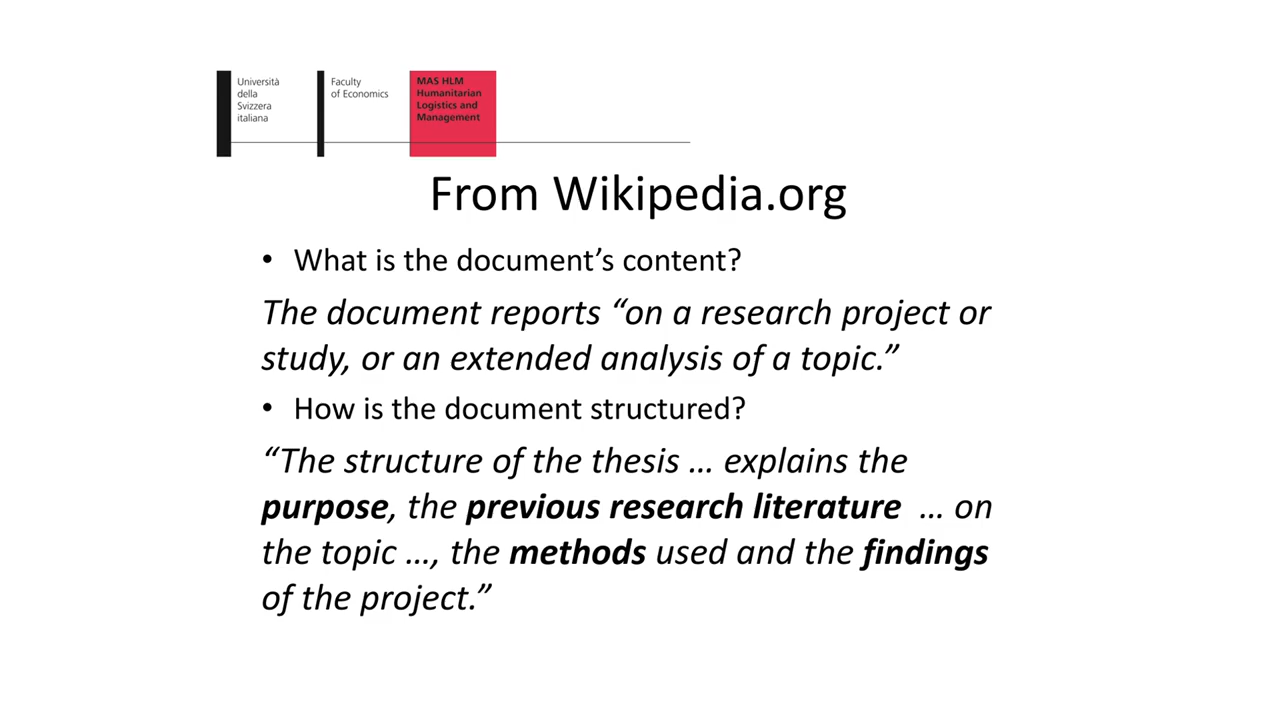 Università
della
Svizzera
italiana
Faculty
of Economics
MAS HLM
Humanitarian
Logistics and
Management
From Wikipedia.org
• What is the document’s content?
The document reports “on a research project or
study, or an extended analysis of a topic.”
• How is the document structured?
“The structure of the thesis … explains the
purpose, the previous research literature … on
the topic …, the methods used and the findings
of the project.”